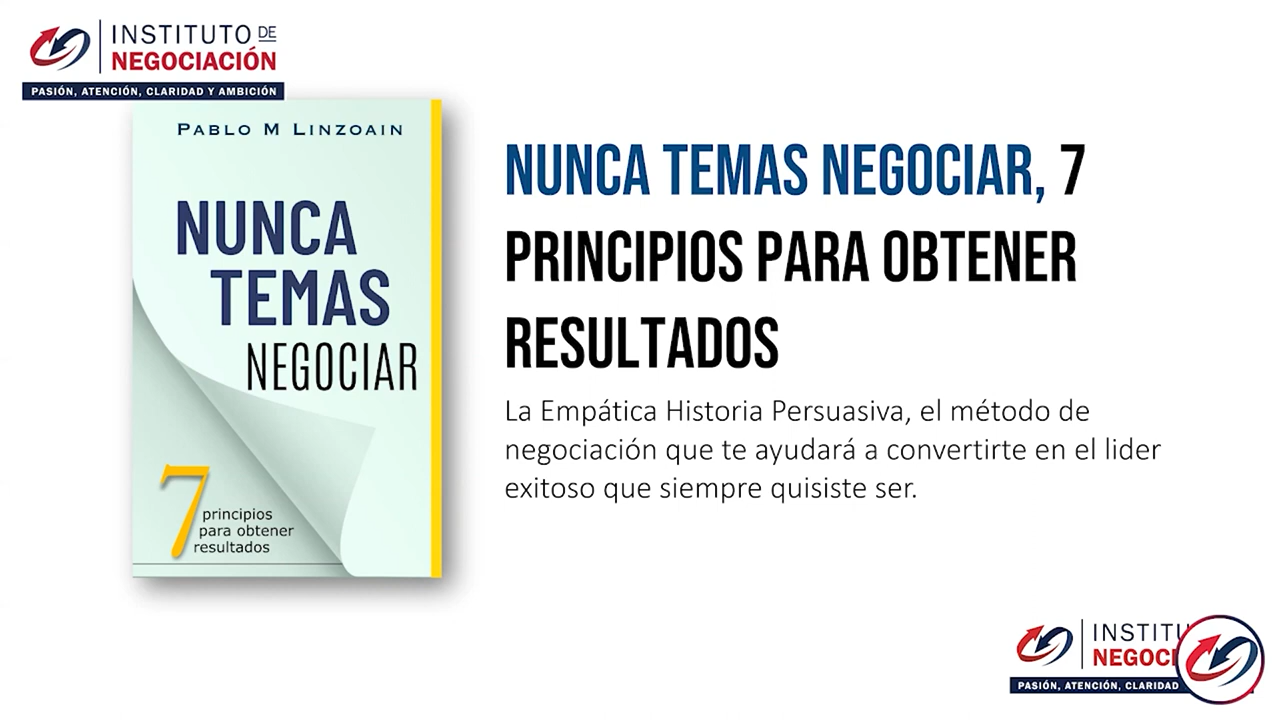 INSTITUTO DE
NEGOCIACIÓN
PASIÓN, ATENCIÓN, CLARIDAD Y AMBICIÓN
PABLO M LINZOAIN
NUNCA
TEMAS
NEGOCIAR
7 principios
para obtener
resultados
NUNCA TEMAS NEGOCIAR, 7
PRINCIPIOS PARA OBTENER
RESULTADOS
La Empática Historia Persuasiva, el método de
negociación que te ayudará a convertirte en el lider
exitoso que siempre quisiste ser.
INSTITU
NEGOCI
PASIÓN, ATENCIÓN, CLARIDAD